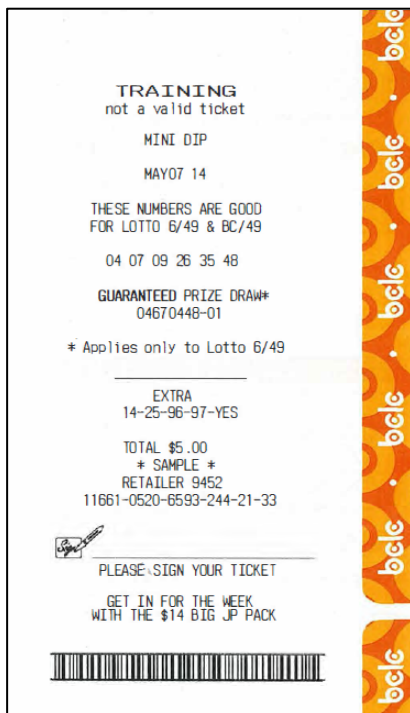 TRAINING
not a valid ticket
MINI DIP
MAY07 14
THESE NUMBERS ARE GOOD
FOR LOTTO 6/49 & BC/49
04 07 09 26 35 48
GUARANTEED PRIZE DRAW*
04670448-01
* Applies only to Lotto 6/49
EXTRA
14-25-96-97-YES
TOTAL $5.00
* SAMPLE *
RETAILER 9452
11661-0520-6593-244-21-33
Sign
PLEASE SIGN YOUR TICKET
GET IN FOR THE WEEK
WITH THE $14 BIG JP PACK
bclc
bclc
bclc
bclc
bclc
bclc